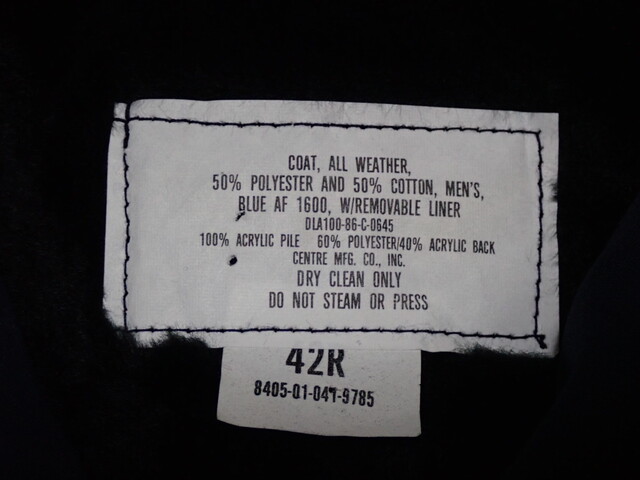 COAT, ALL WEATHER,
50% POLYESTER AND 50% COTTON, MEN'S,
BLUE AF 1600, W/REMOVABLE LINER
DLA100-86-C-0645
100% ACRYLIC PILE 60% POLYESTER/40% ACRYLIC BACK
CENTRE MFG. CO., INC.
DRY CLEAN ONLY
DO NOT STEAM OR PRESS
42R
8405-01-047-9785